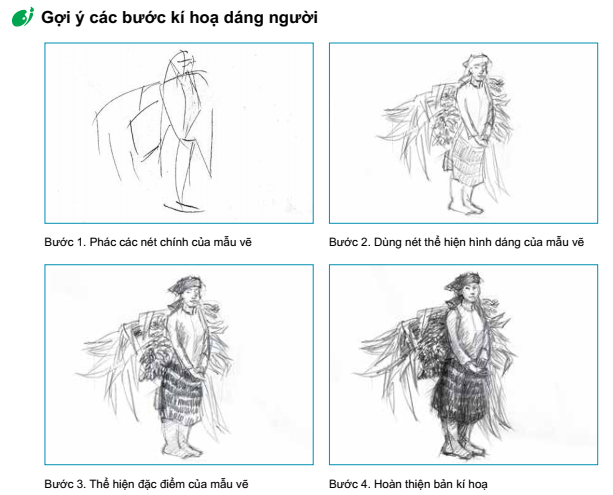 Gợi ý các bước kí hoạ dáng người
Bước 1. Phác các nét chính của mẫu vẽ
Bước 2. Dùng nét thể hiện hình dáng của mẫu vẽ
Bước 3. Thể hiện đặc điểm của mẫu vẽ
Bước 4. Hoàn thiện bản kí hoạ